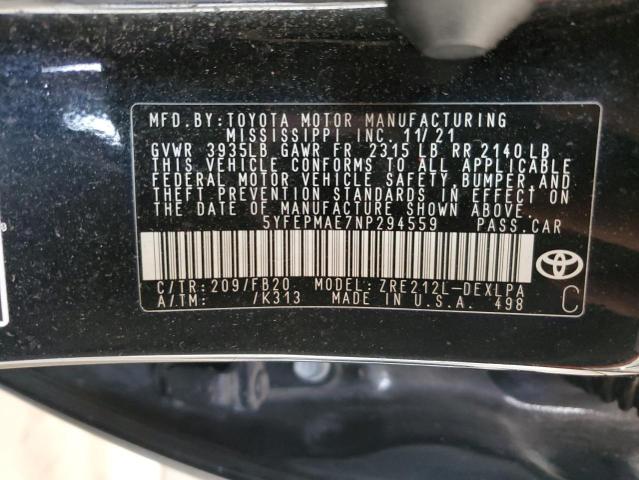 MFD.BY:TOYOTA MOTOR MANUFACTURING
MISSISSIPPI INC. 11/21
GVWR 3935LB GAWR FR 2315 LB RR 2140 LB
THIS VEHICLE CONFORMS TO ALL APPLICABLE
FEDERAL MOTOR VEHICLE SAFETY, BUMPER, AND
THEFT PREVENTION STANDARDS IN EFFECT ON
THE DATE OF MANUFACTURE SHOWN ABOVE.
5YFEPMAE7NP294559 PASS.CAR
C/TR:209/FB20 MODEL:ZRE212L-DEXLPA
A/TM: /K313 MADE IN U.S.A. 498
C